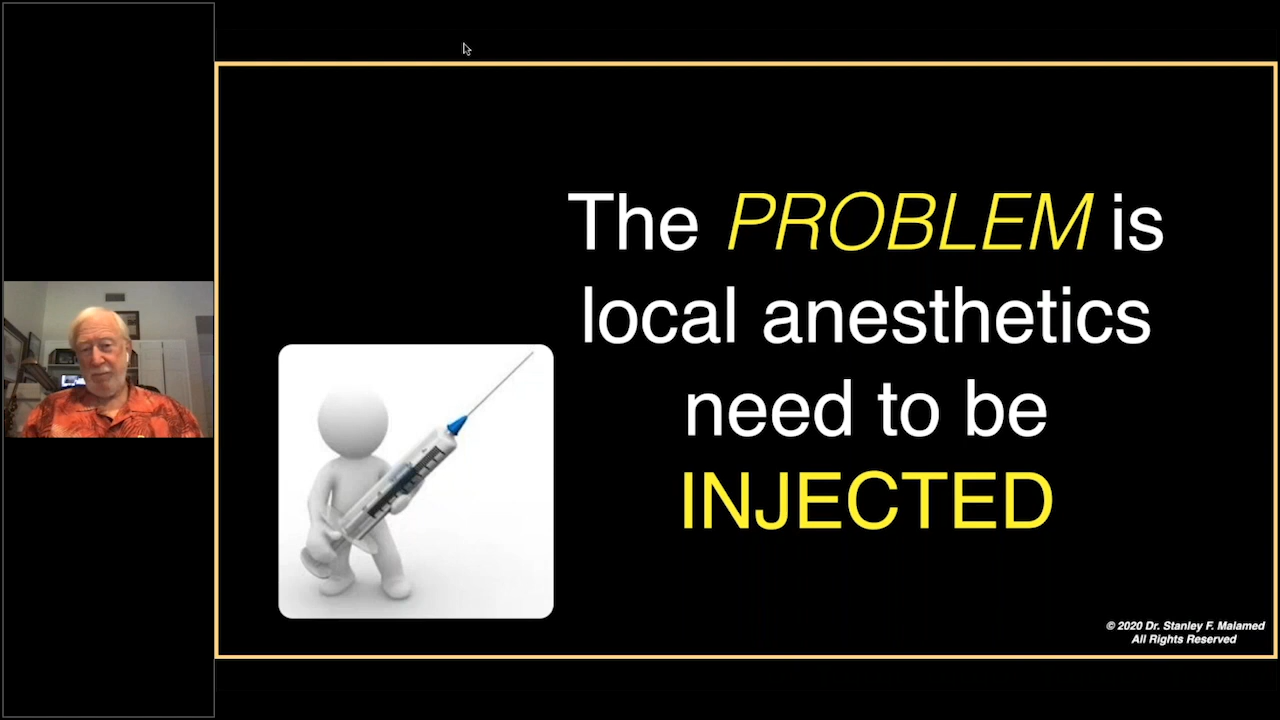 The PROBLEM is
local anesthetics
need to be
INJECTED
© 2020 Dr. Stanley F. Malamed
All Rights Reserved